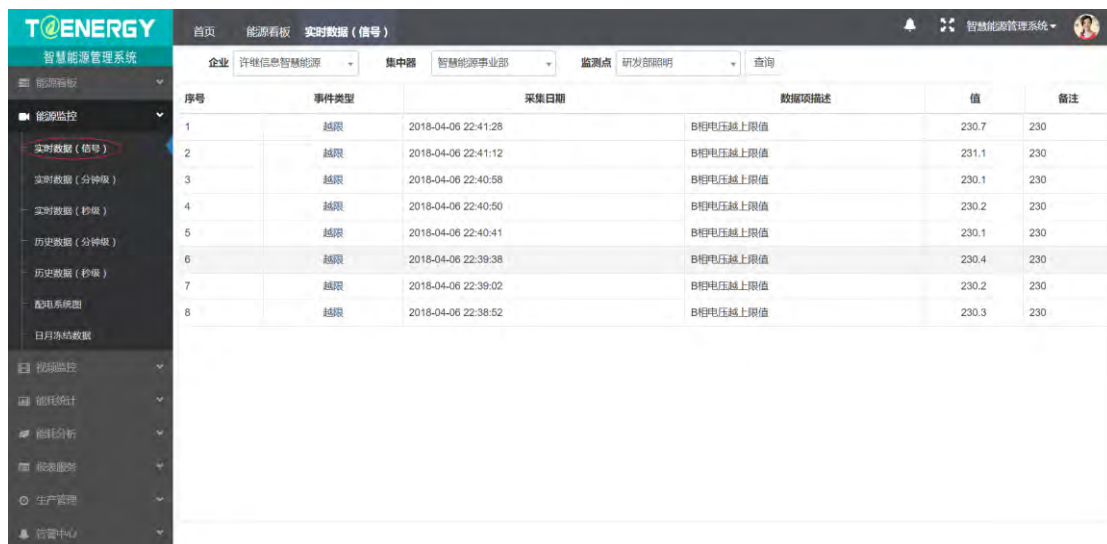 T@ENERGY
智慧能源管理系统
首页 能源看板 实时数据（信号） 智慧能源管理系统
企业 许继信息智慧能源 集中器 智慧能源事业部 监测点 研发部照明 查询
能源看板
能源监控
实时数据（信号）
实时数据（分钟级）
实时数据（秒级）
历史数据（分钟级）
历史数据（秒级）
配电系统图
日月冻结数据
视频监控
能耗统计
能耗分析
报表服务
生产管理
告警中心
序号 事件类型 采集日期 数据项描述 值 备注
1 越限 2018-04-06 22:41:28 B相电压越上限值 230.7 230
2 越限 2018-04-06 22:41:12 B相电压越上限值 231.1 230
3 越限 2018-04-06 22:40:58 B相电压越上限值 230.1 230
4 越限 2018-04-06 22:40:50 B相电压越上限值 230.2 230
5 越限 2018-04-06 22:40:41 B相电压越上限值 230.1 230
6 越限 2018-04-06 22:39:38 B相电压越上限值 230.4 230
7 越限 2018-04-06 22:39:02 B相电压越上限值 230.2 230
8 越限 2018-04-06 22:38:52 B相电压越上限值 230.3 230